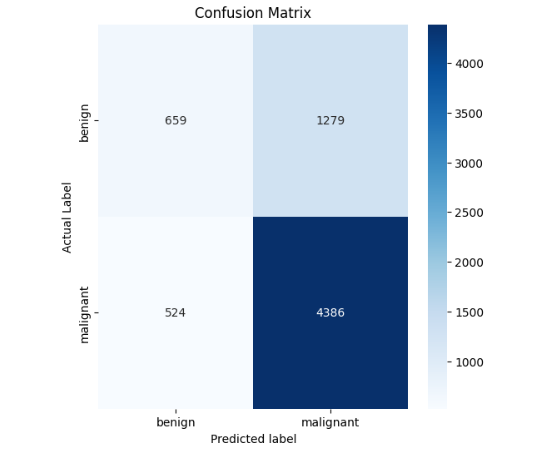 Confusion Matrix
Actual Label
benign
659
1279
malignant
524
4386
benign
malignant
Predicted label
4000
3500
3000
2500
2000
1500
1000